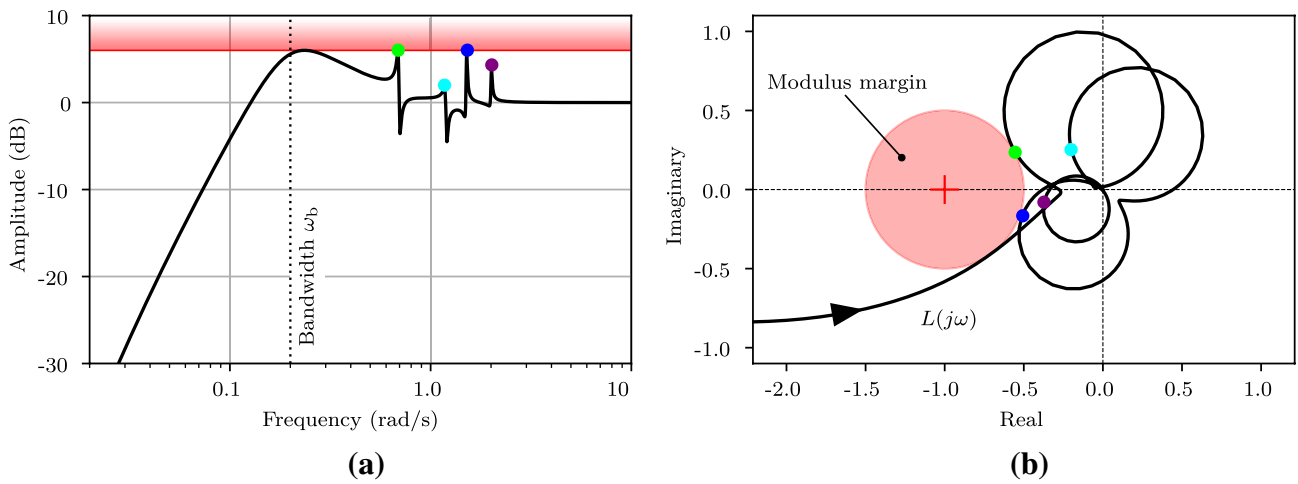 10
0
-10
-20
-30
Amplitude (dB)
Bandwidth ωb
0.1
1.0
10
Frequency (rad/s)
(a)
1.0
0.5
0.0
-0.5
-1.0
Imaginary
Modulus margin
L(jω)
-2.0
-1.5
-1.0
-0.5
0.0
0.5
1.0
Real
(b)